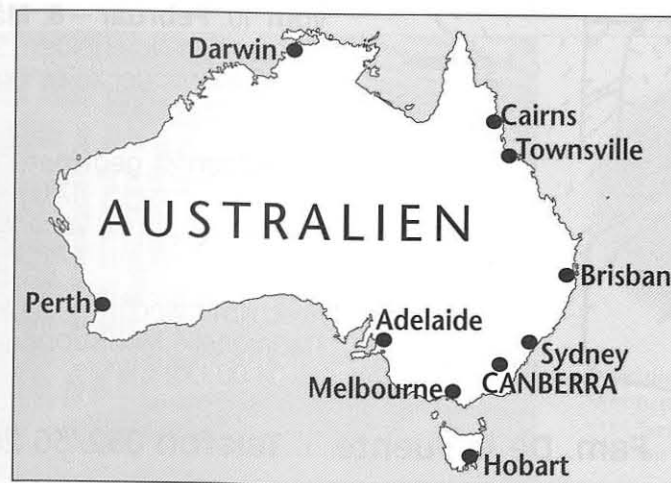 Darwin
Cairns
Townsville
AUSTRALIEN
Brisban
Perth
Adelaide
Sydney
CANBERRA
Melbourne
Hobart